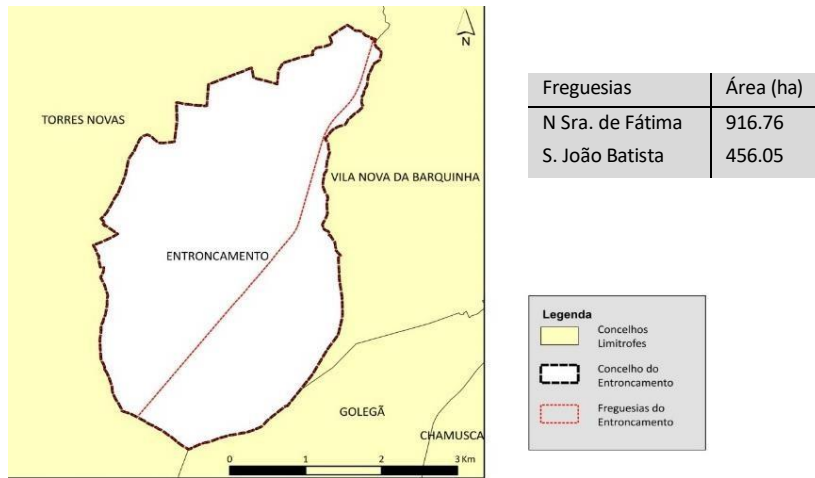 N
TORRES NOVAS
VILA NOVA DA BARQUINHA
ENTRONCAMENTO
GOLEGÃ
CHAMUSCA
0 1 2 3 Km
Freguesias Área (ha)
N Sra. de Fátima 916.76
S. João Batista 456.05
Legenda
Concelhos
Limitrofes
Concelho do
Entroncamento
Freguesias do
Entroncamento